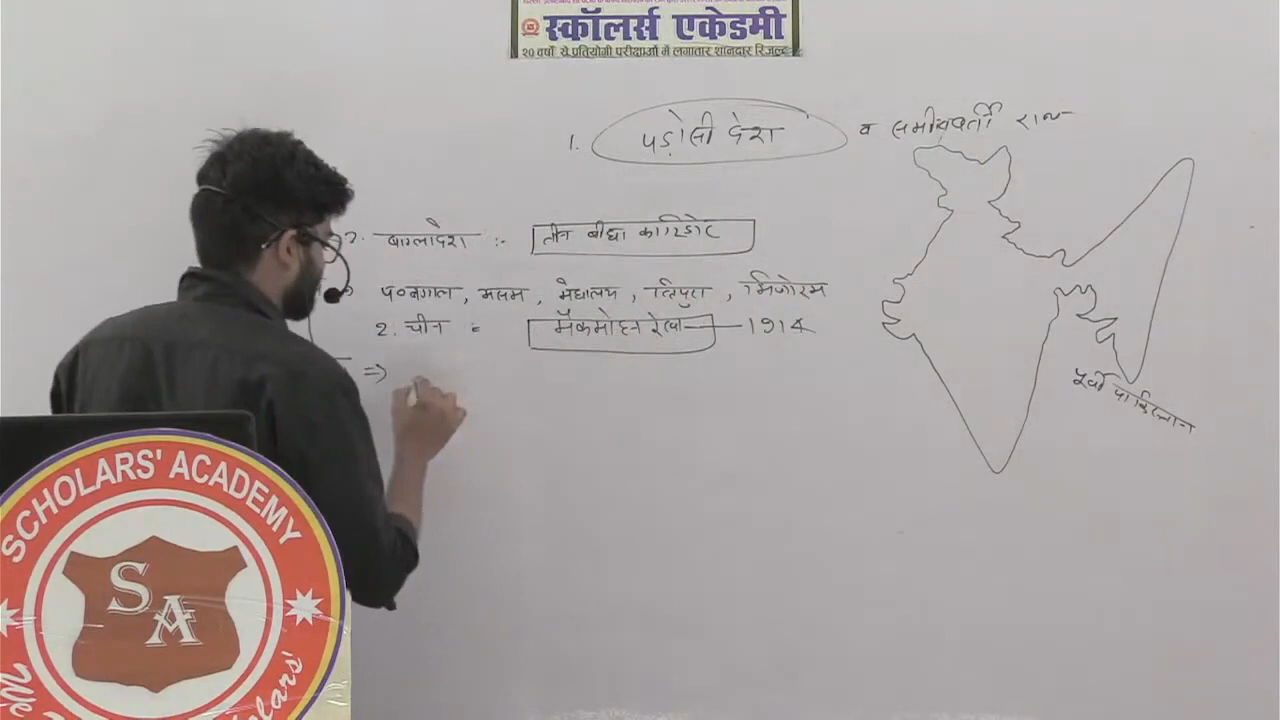 स्कॉलर्स एकेडमी
२० वर्षों से प्रतियोगी परीक्षाओं में लगातार शानदार रिजल्ट
1. पड़ोसी देश व समीपवर्ती राज्य
बांग्लादेश :- तीन बीघा कॉरिडोर
प०बंगाल, असम, मेघालय, त्रिपुरा, मिजोरम
2. चीन = मैकमोहन रेखा — 1914
⇒
पूर्वी पाकिस्तान
SCHOLARS' ACADEMY
SA